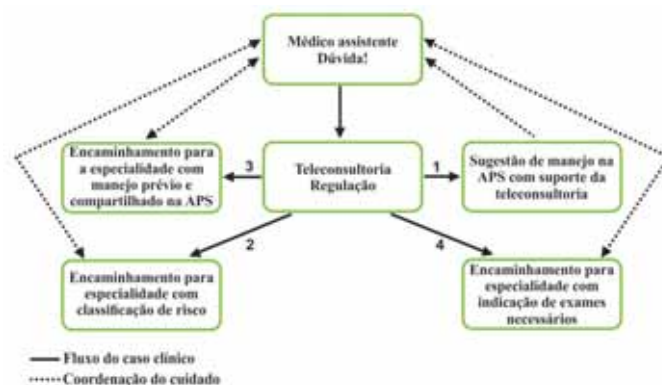 Médico assistente
Dúvida!
Encaminhamento para
a especialidade com
manejo prévio e
compartilhado na APS
3
Teleconsultoria
Regulação
1
Sugestão de manejo na
APS com suporte da
teleconsultoria
2
4
Encaminhamento para
especialidade com
classificação de risco
Encaminhamento para
especialidade com
indicação de exames
necessários
Fluxo do caso clínico
Coordenação do cuidado